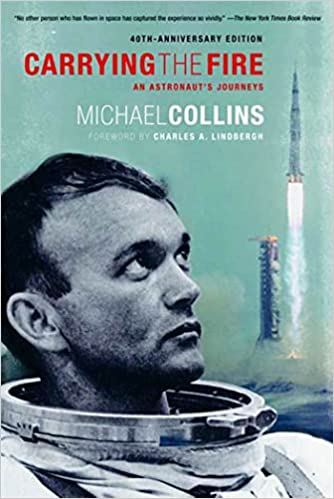 "No other person who has flown in space has captured the experience so vividly." —The New York Times Book Review
40TH-ANNIVERSARY EDITION
CARRYING THE FIRE
AN ASTRONAUT'S JOURNEYS
MICHAEL COLLINS
FOREWORD BY CHARLES A. LINDBERGH